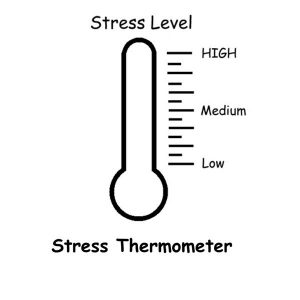 Stress Level
HIGH
Medium
Low
Stress Thermometer